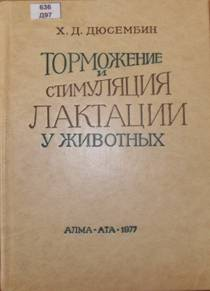 636
Д97
Х. Д. ДЮСЕМБИН
ТОРМОЖЕНИЕ
И
СТИМУЛЯЦИЯ
ЛАКТАЦИИ
У ЖИВОТНЫХ
АЛМА-АТА-1977